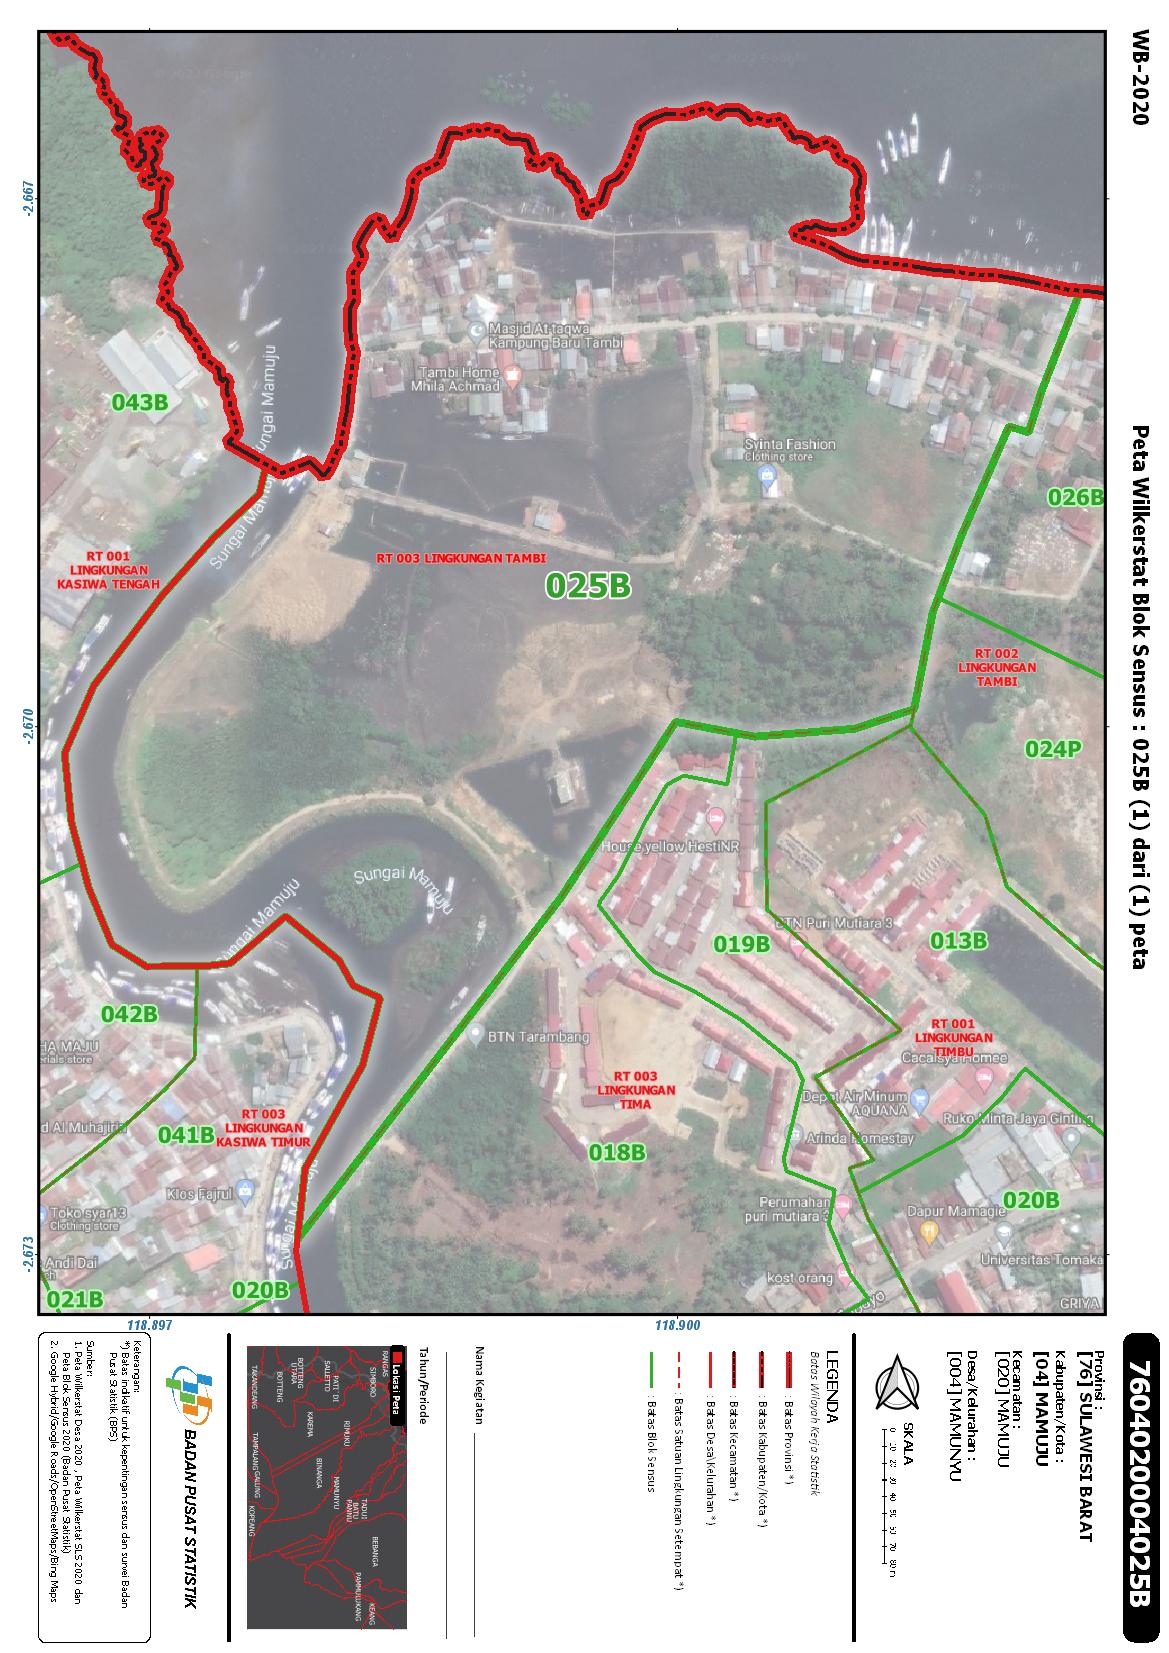 WB-2020
Peta Wilkerstat Blok Sensus : 025B (1) dari (1) peta
7604020004025B
-2.967
-2.970
-2.973
118.897
118.900
Masjid At-taqwa
Kampung Baru Tambi
Tambi Home
Mhila Achmad
043B
Sungai Mamuju
Syinta Fashion
Clothing store
026B
Sungai Mamuju
RT 001
LINGKUNGAN
KASIWA TENGAH
RT 003 LINGKUNGAN TAMBI
025B
RT 002
LINGKUNGAN
TAMBI
024P
House yellow HestiNR
Sungai Mamuju
Sungai Mamuju
BTN Puri Mutiara 3
019B
013B
042B
HA MAJU
erials store
BTN Tarambang
RT 001
LINGKUNGAN
TIMBU
Cacalsya Homee
RT 003
LINGKUNGAN
TIMA
Depot Air Minum
AQUANA
Ruko Minta Jaya Ginting
d Al Muhajirin
041B
RT 003
LINGKUNGAN
KASIWA TIMUR
Arinda Homestay
018B
Klos Fajrul
Perumahan
puri mutiara 3
020B
Toko syar13
Clothing store
Dapur Mamagie
Andi Dai
Universitas Tomaka
kost orang
021B
020B
GRIYA
Provinsi :
[76] SULAWESI BARAT
Kabupaten/Kota :
[04] MAMUJU
Kecamatan :
[020] MAMUJU
Desa/Kelurahan :
[004] MAMUNYU
SKALA
0 10 20 30 40 50 60 70 80 m
LEGENDA
Batas Wilayah Kerja Statistik
: Batas Provinsi *)
: Batas Kabupaten/Kota *)
: Batas Kecamatan *)
: Batas Desa\Kelurahan *)
: Batas Satuan Lingkungan Setempat *)
: Batas Blok Sensus
Nama Kegiatan
Tahun/Periode
Lokasi Peta
RANGAS
SIMBORO
PATI DI
SALIETTO
BOTTENG
UTARA
BOTTENG
TAKANDEANG
RIMUKU
KAREMA
BINANGA
MAMUNYU
TAMPALANG
GALUNG
TADUI
BATU
PANNU
KOPEANG
BEBANGA
PAMMULUKANG
KEANG
BADAN PUSAT STATISTIK
Keterangan:
*) Batas indikatif untuk kepentingan sensus dan survei Badan
Pusat Statistik (BPS)
Sumber:
1. Peta Wilkerstat Desa 2020 , Peta Wilkerstat SLS 2020 dan
Peta Blok Sensus 2020 (Badan Pusat Statistik)
2. Google Hybrid/Google Roads/OpenStreetMaps/Bing Maps